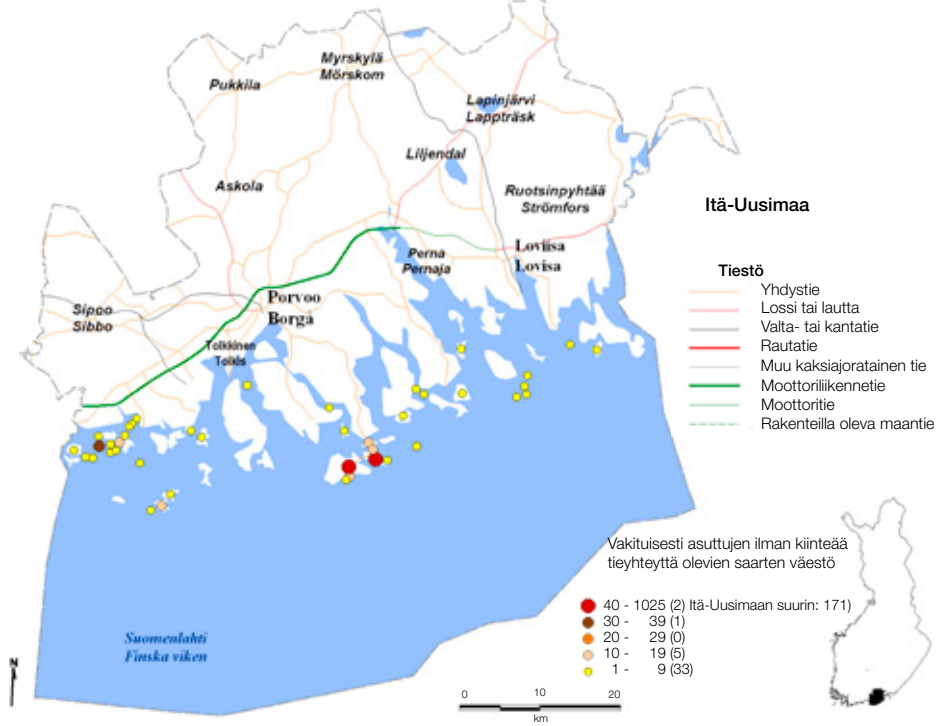 Myrskylä
Mörskom
Pukkila
Lapinjärvi
Lappträsk
Liljendal
Askola
Ruotsinpyhtää
Strömfors
Itä-Uusimaa
Loviisa
Lovisa
Perna
Pernaja
Porvoo
Borga
Sipoo
Sibbo
Tolkkinen
Tolkis
Tiestö
Yhdystie
Lossi tai lautta
Valta- tai kantatie
Rautatie
Muu kaksiajoratainen tie
Moottoriliikennetie
Moottoritie
Rakenteilla oleva maantie
Vakituisesti asuttujen ilman kiinteää
tieyhteyttä olevien saarten väestö
40 - 1025 (2) Itä-Uusimaan suurin: 171)
30 - 39 (1)
20 - 29 (0)
10 - 19 (5)
1 - 9 (33)
Suomenlahti
Finska viken
N
0 10 20
km